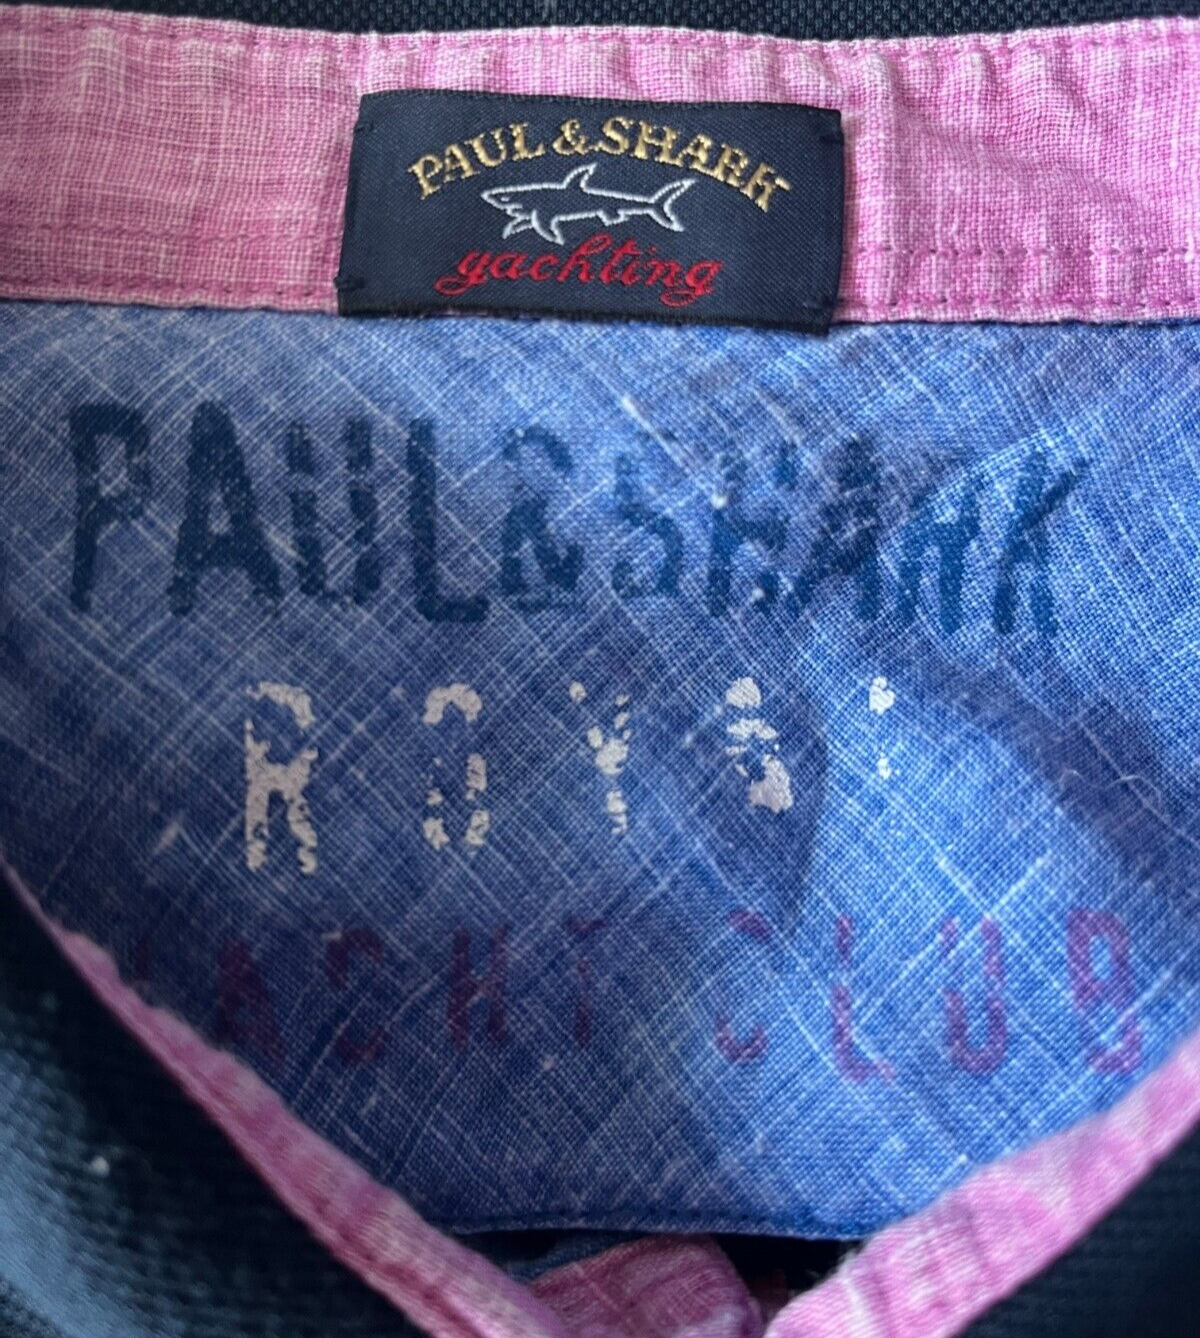 PAUL & SHARK
yachting
PAUL & SHARK
ROYAL
YACHT CLUB